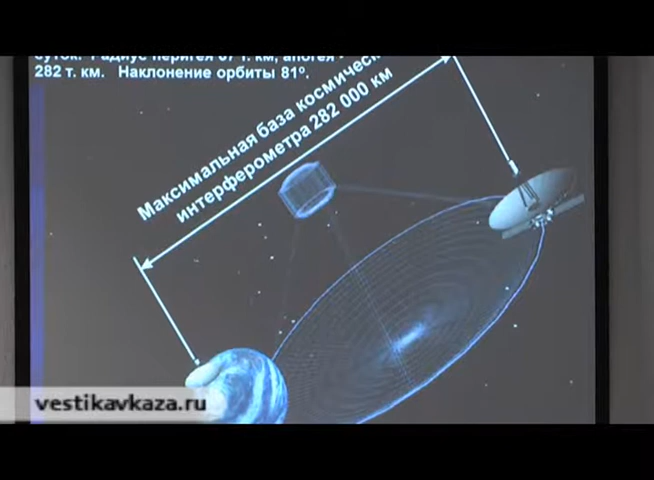 суток. Радиус перигея 67 т. км, апогея
282 т. км. Наклонение орбиты 81º.
Максимальная база космическ
интерферометра 282 000 км
vestikavkaza.ru